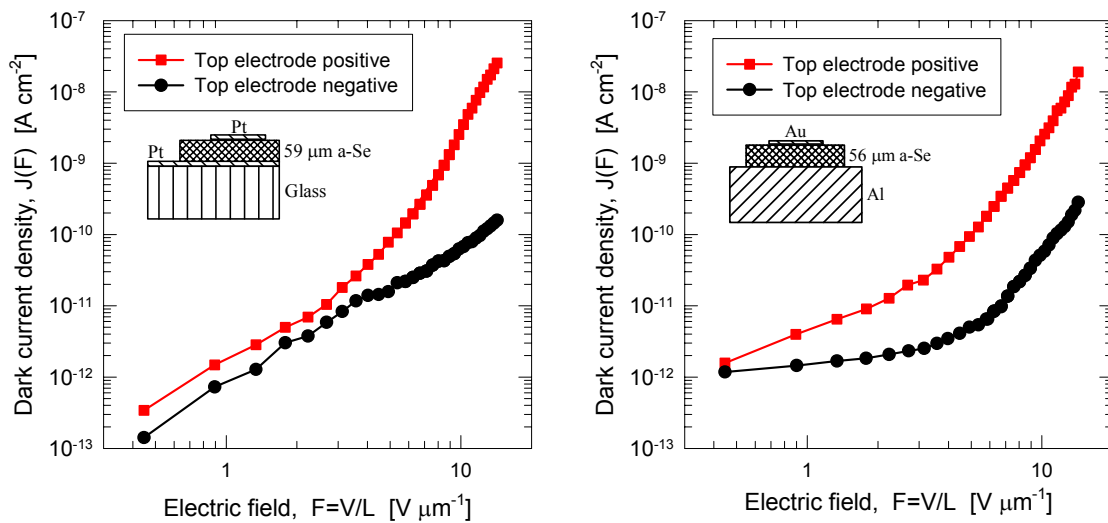 Dark current density, J(F) [A cm⁻²]
10⁻⁷
10⁻⁸
10⁻⁹
10⁻¹⁰
10⁻¹¹
10⁻¹²
10⁻¹³
Top electrode positive
Top electrode negative
Pt
Pt
59 μm a-Se
Glass
1
10
Electric field, F=V/L [V μm⁻¹]
Dark current density, J(F) [A cm⁻²]
10⁻⁷
10⁻⁸
10⁻⁹
10⁻¹⁰
10⁻¹¹
10⁻¹²
10⁻¹³
Top electrode positive
Top electrode negative
Au
56 μm a-Se
Al
1
10
Electric field, F=V/L [V μm⁻¹]